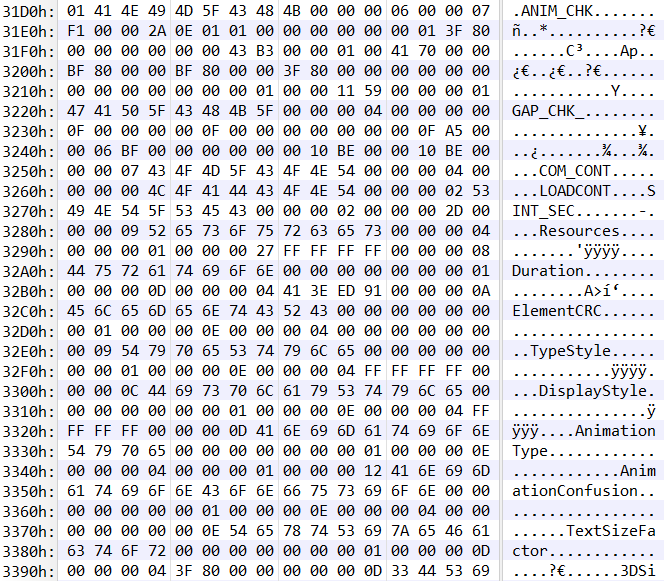 31D0h: 01 41 4E 49 4D 5F 43 48 4B 00 00 00 06 00 00 07 .ANIM_CHK.......
31E0h: F1 00 00 2A 0E 01 01 00 00 00 00 00 00 01 3F 80 ñ..*..........?€
31F0h: 00 00 00 00 00 00 43 B3 00 00 01 00 41 70 00 00 ......C³....Ap..
3200h: BF 80 00 00 BF 80 00 00 3F 80 00 00 00 00 00 00 ¿€..¿€..?€......
3210h: 00 00 00 00 00 00 00 01 00 00 11 59 00 00 00 01 ...........Y....
3220h: 47 41 50 5F 43 48 4B 5F 00 00 00 04 00 00 00 00 GAP_CHK_........
3230h: 0F 00 00 00 00 0F 00 00 00 00 00 00 00 0F A5 00 ..............¥.
3240h: 00 06 BF 00 00 00 00 00 00 10 BE 00 00 10 BE 00 ..¿.......¾...¾.
3250h: 00 00 07 43 4F 4D 5F 43 4F 4E 54 00 00 00 04 00 ...COM_CONT.....
3260h: 00 00 00 4C 4F 41 44 43 4F 4E 54 00 00 00 02 53 ...LOADCONT....S
3270h: 49 4E 54 5F 53 45 43 00 00 00 02 00 00 00 2D 00 INT_SEC.......-.
3280h: 00 00 09 52 65 73 6F 75 72 63 65 73 00 00 00 04 ...Resources....
3290h: 00 00 00 01 00 00 00 27 FF FF FF FF 00 00 00 08 .......'ÿÿÿÿ....
32A0h: 44 75 72 61 74 69 6F 6E 00 00 00 00 00 00 00 01 Duration........
32B0h: 00 00 00 0D 00 00 00 04 41 3E ED 91 00 00 00 0A ........A>í‘....
32C0h: 45 6C 65 6D 65 6E 74 43 52 43 00 00 00 00 00 00 ElementCRC......
32D0h: 00 01 00 00 00 0E 00 00 00 04 00 00 00 00 00 00 ................
32E0h: 00 09 54 79 70 65 53 74 79 6C 65 00 00 00 00 00 ..TypeStyle.....
32F0h: 00 00 01 00 00 00 0E 00 00 00 04 FF FF FF FF 00 ...........ÿÿÿÿ.
3300h: 00 00 0C 44 69 73 70 6C 61 79 53 74 79 6C 65 00 ...DisplayStyle.
3310h: 00 00 00 00 00 00 01 00 00 00 0E 00 00 00 04 FF ...............ÿ
3320h: FF FF FF 00 00 00 0D 41 6E 69 6D 61 74 69 6F 6E ÿÿÿ....Animation
3330h: 54 79 70 65 00 00 00 00 00 00 00 01 00 00 00 0E Type............
3340h: 00 00 00 04 00 00 00 01 00 00 00 12 41 6E 69 6D ............Anim
3350h: 61 74 69 6F 6E 43 6F 6E 66 75 73 69 6F 6E 00 00 ationConfusion..
3360h: 00 00 00 00 00 01 00 00 00 0E 00 00 00 04 00 00 ................
3370h: 00 00 00 00 00 0E 54 65 78 74 53 69 7A 65 46 61 ......TextSizeFa
3380h: 63 74 6F 72 00 00 00 00 00 00 00 01 00 00 00 0D ctor............
3390h: 00 00 00 04 3F 80 00 00 00 00 00 0D 33 44 53 69 ....?€......3DSi